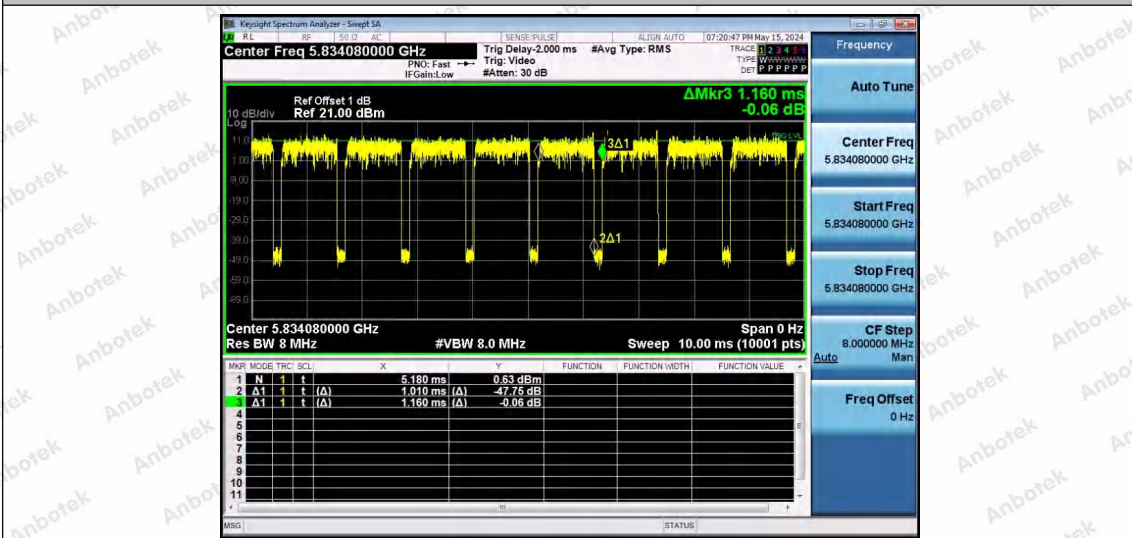 Keysight Spectrum Analyzer - Swept SA
RL RF 50 Ω AC SENSE:PULSE ALIGN AUTO 07:20:47 PM May 15, 2024
Center Freq 5.834080000 GHz
PNO: Fast
IFGain:Low
Trig Delay-2.000 ms
Trig: Video
#Atten: 30 dB
#Avg Type: RMS
TRACE 1 2 3 4 5 6
TYPE W
DET P P P P P P
ΔMkr3 1.160 ms
-0.06 dB
Ref Offset 1 dB
10 dB/div Ref 21.00 dBm
Log
TRIG LVL
11.0
1.00
-9.00
-19.0
-29.0
-39.0
-49.0
-59.0
-69.0
3Δ1
2Δ1
Center 5.834080000 GHz Span 0 Hz
Res BW 8 MHz #VBW 8.0 MHz Sweep 10.00 ms (10001 pts)
MKR MODE TRC SCL X Y FUNCTION FUNCTION WIDTH FUNCTION VALUE
1 N 1 t 5.180 ms 0.63 dBm
2 Δ1 1 t (Δ) 1.010 ms (Δ) -47.75 dB
3 Δ1 1 t (Δ) 1.160 ms (Δ) -0.06 dB
4
5
6
7
8
9
10
11
MSG STATUS
Frequency
Auto Tune
Center Freq
5.834080000 GHz
Start Freq
5.834080000 GHz
Stop Freq
5.834080000 GHz
CF Step
8.000000 MHz
Auto Man
Freq Offset
0 Hz
Anbotek